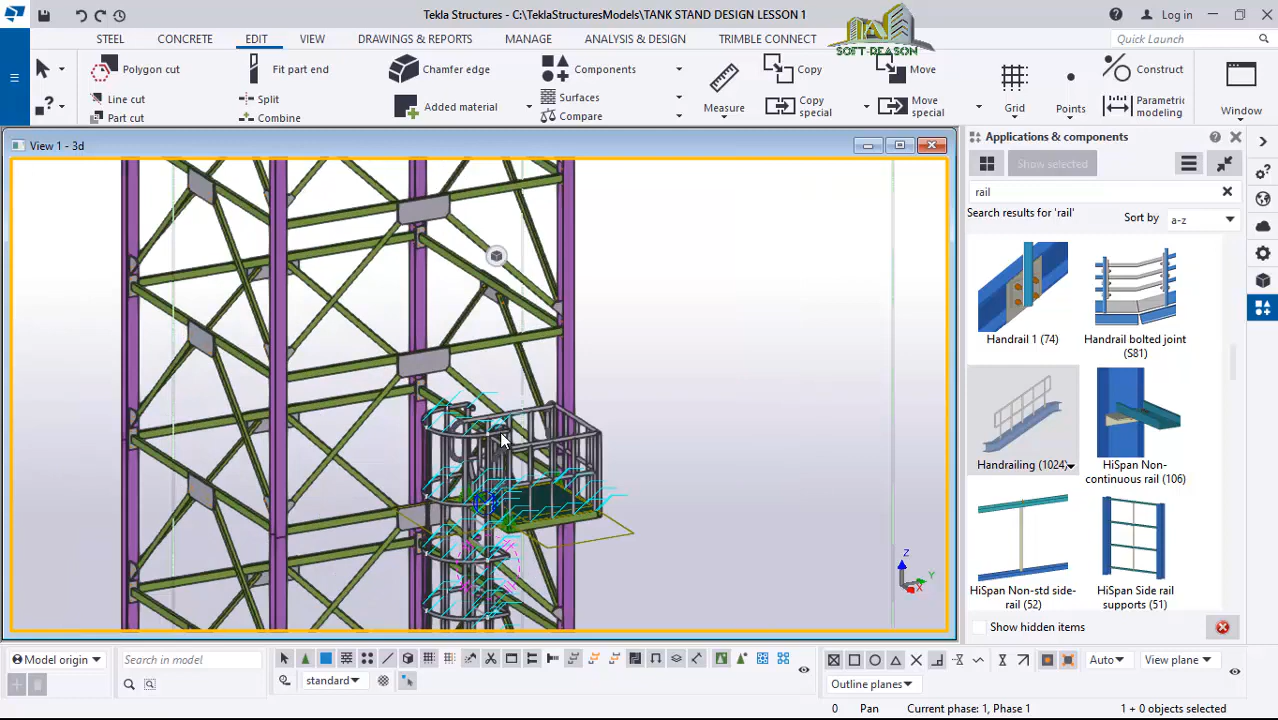 Tekla Structures - C:\TeklaStructuresModels\TANK STAND DESIGN LESSON 1
Log in
SOFT-REASON
STEEL CONCRETE EDIT VIEW DRAWINGS & REPORTS MANAGE ANALYSIS & DESIGN TRIMBLE CONNECT
Quick Launch
Polygon cut Fit part end Chamfer edge Components Copy Move Construct
Line cut Split Added material Surfaces Measure Copy special Move special Grid Points Parametric modeling Window
Part cut Combine Compare
View 1 - 3d
Applications & components
Show selected
rail
Search results for 'rail' Sort by a-z
Handrail 1 (74) Handrail bolted joint (S81)
Handrailing (1024) HiSpan Non-continuous rail (106)
HiSpan Non-std side-rail (52) HiSpan Side rail supports (51)
Show hidden items
Z
Y
X
Model origin Search in model Auto View plane
standard Outline planes
0 Pan Current phase: 1, Phase 1 1 + 0 objects selected